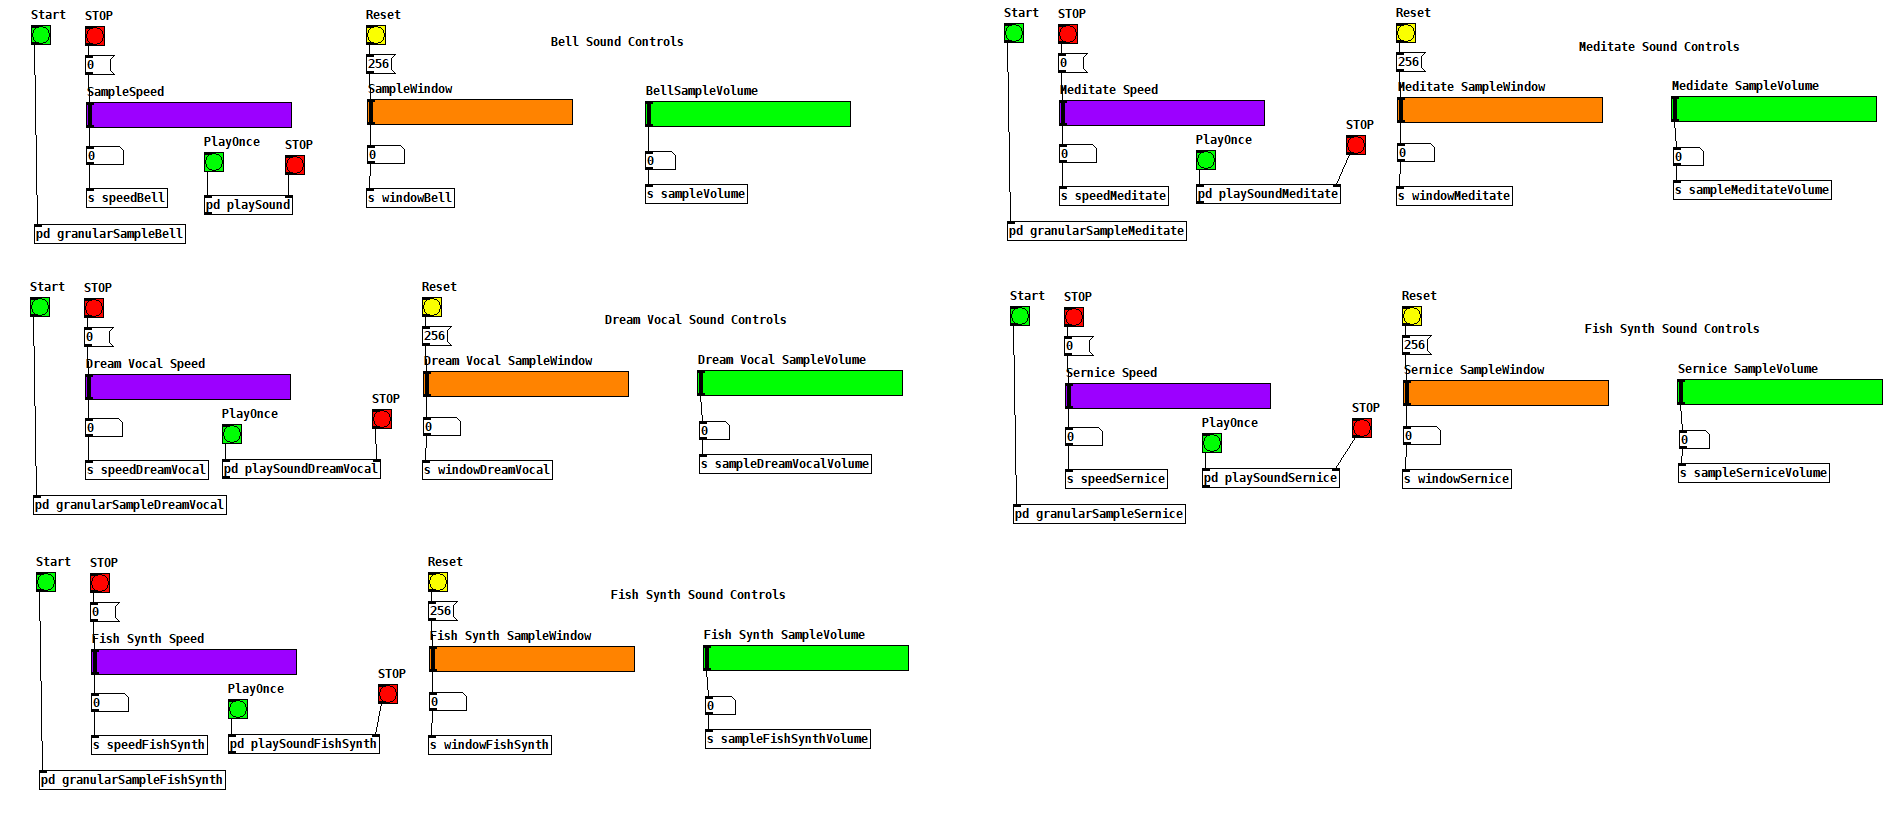 Start
STOP
0
SampleSpeed
0
s speedBell
PlayOnce
STOP
pd playSound
pd granularSampleBell
Reset
256
SampleWindow
0
s windowBell
Bell Sound Controls
BellSampleVolume
0
s sampleVolume
Start
STOP
0
Meditate Speed
0
s speedMeditate
PlayOnce
STOP
pd playSoundMeditate
pd granularSampleMeditate
Reset
256
Meditate SampleWindow
0
s windowMeditate
Meditate Sound Controls
Medidate SampleVolume
0
s sampleMeditateVolume
Start
STOP
0
Dream Vocal Speed
0
s speedDreamVocal
PlayOnce
STOP
pd playSoundDreamVocal
pd granularSampleDreamVocal
Reset
256
Dream Vocal SampleWindow
0
s windowDreamVocal
Dream Vocal Sound Controls
Dream Vocal SampleVolume
0
s sampleDreamVocalVolume
Start
STOP
0
Sernice Speed
0
s speedSernice
PlayOnce
STOP
pd playSoundSernice
pd granularSampleSernice
Reset
256
Sernice SampleWindow
0
s windowSernice
Fish Synth Sound Controls
Sernice SampleVolume
0
s sampleSerniceVolume
Start
STOP
0
Fish Synth Speed
0
s speedFishSynth
PlayOnce
STOP
pd playSoundFishSynth
pd granularSampleFishSynth
Reset
256
Fish Synth SampleWindow
0
s windowFishSynth
Fish Synth Sound Controls
Fish Synth SampleVolume
0
s sampleFishSynthVolume